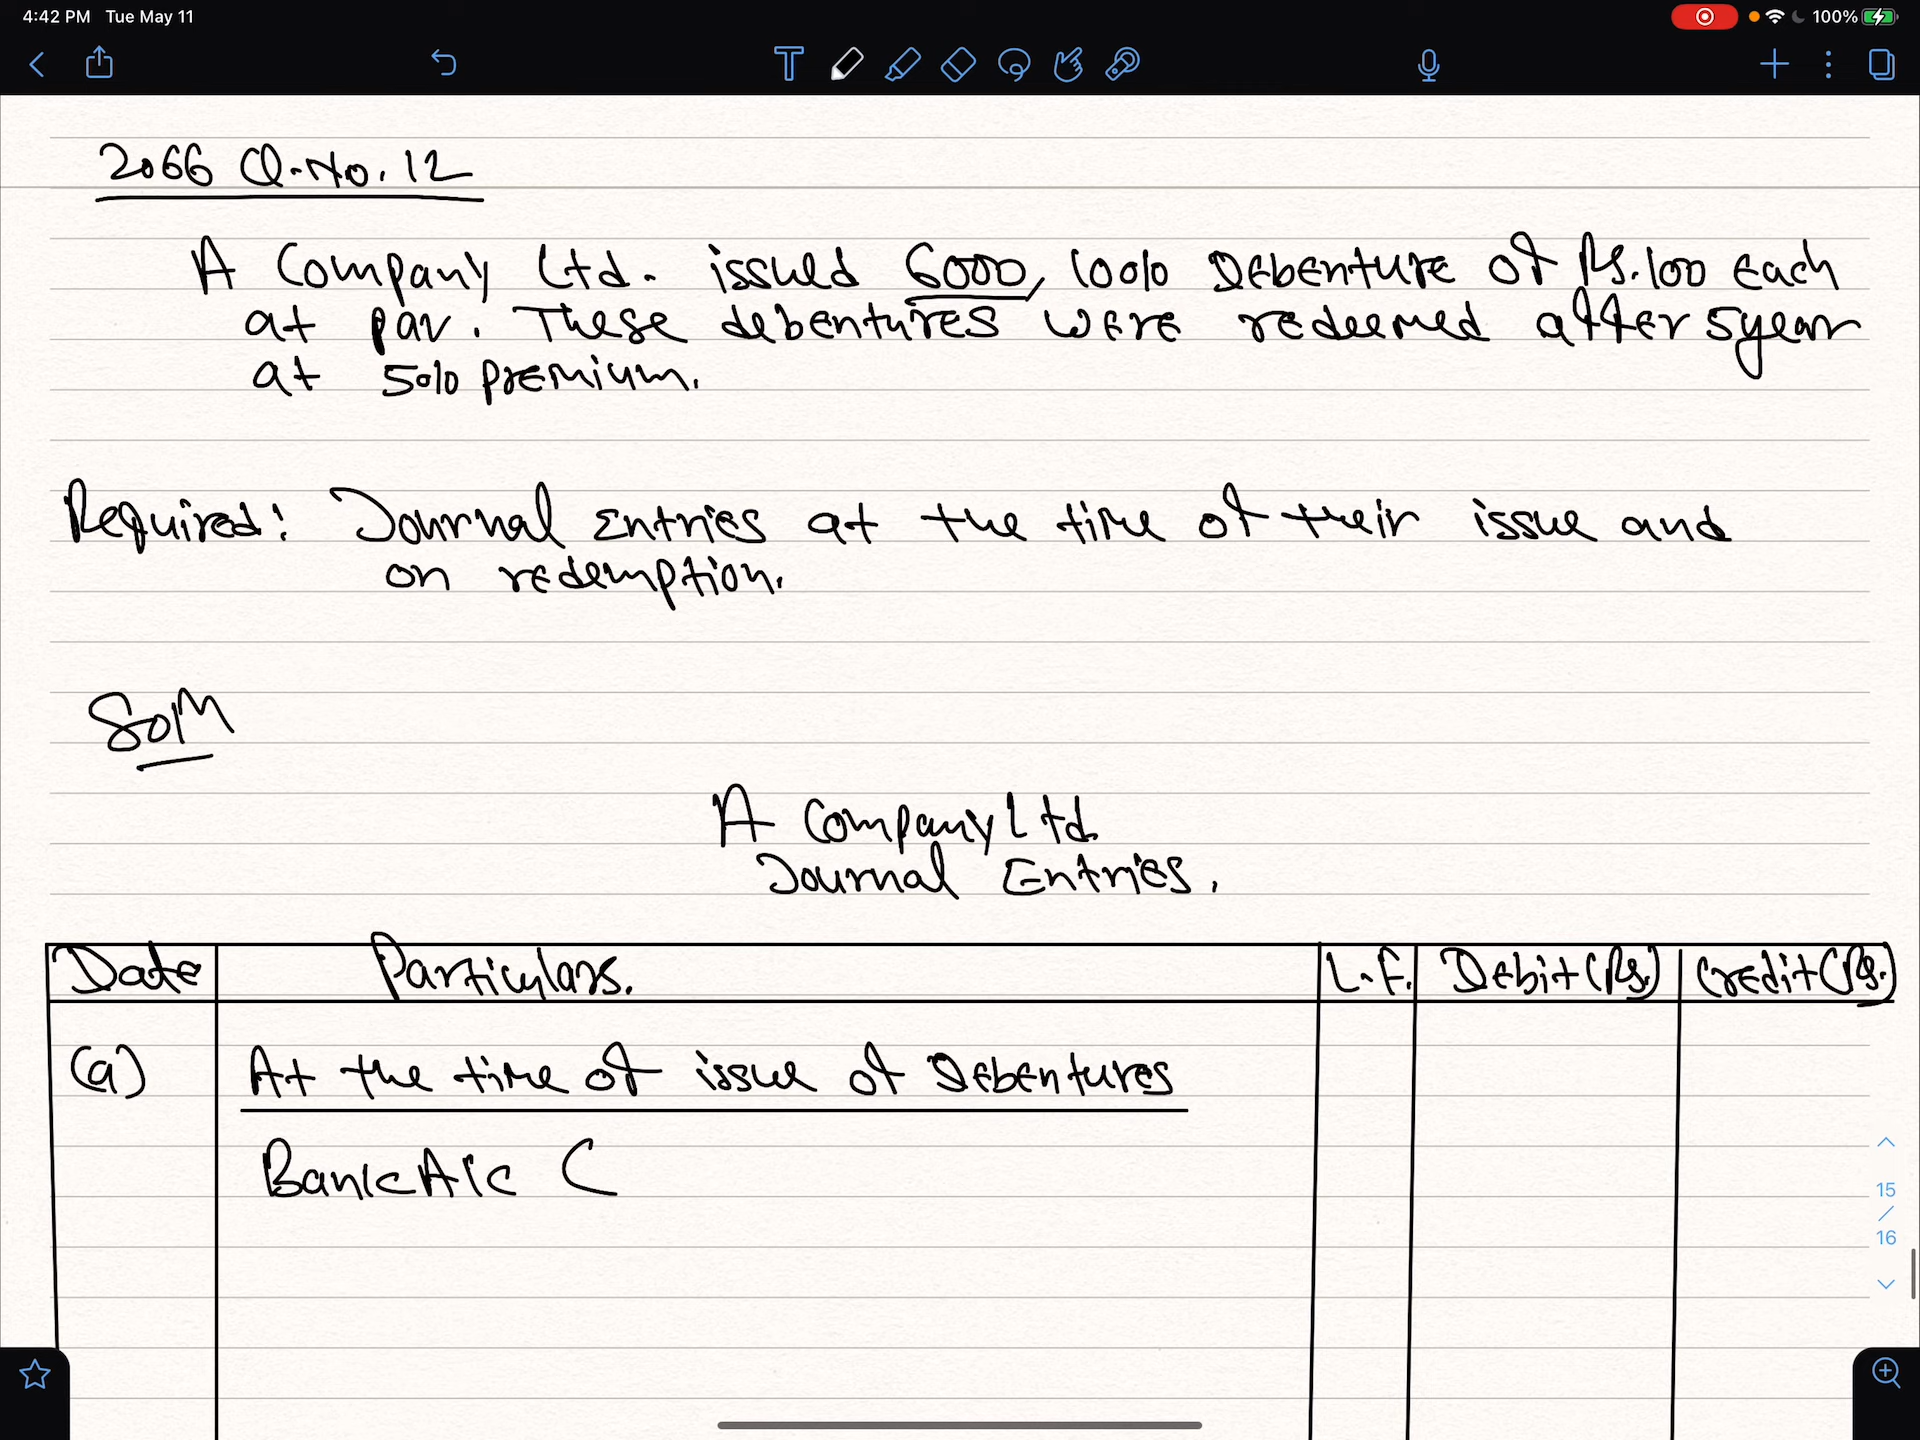 4:42 PM Tue May 11
100%
2066 Q.No.12
A Company Ltd. issued 6000, 10% Debenture of Rs.100 Each
at par. These debentures were redeemed after 5 year
at 5% premium.
Required: Journal Entries at the time of their issue and
on redemption.
Soln
A Company Ltd.
Journal Entries.
Date Particulars. L.F. Debit(Rs.) Credit(Rs.)
(a) At the time of issue of Debentures
Bank A/c (
15
/
16